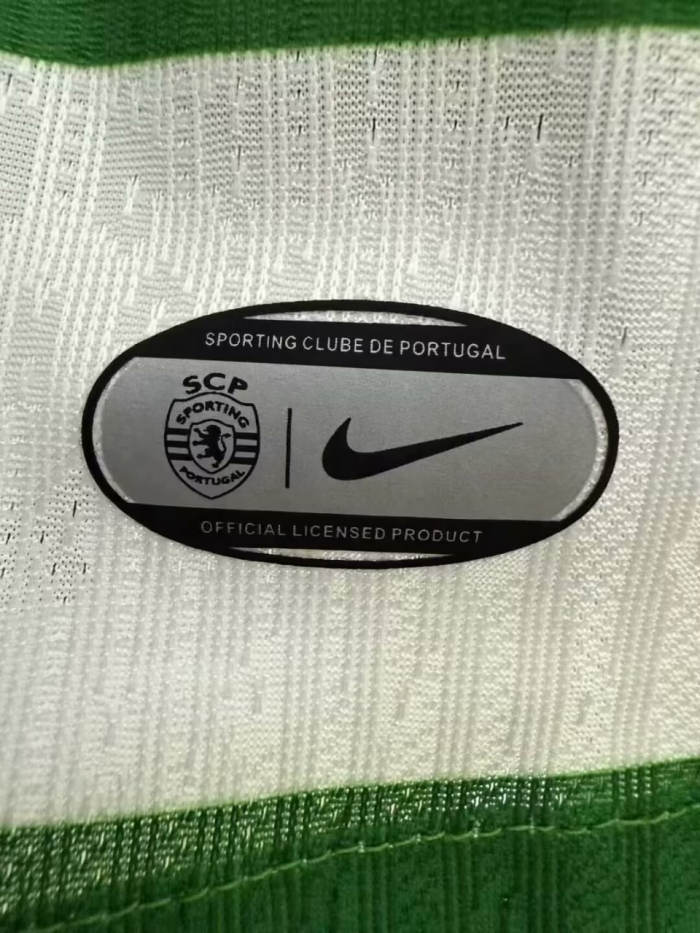 SPORTING CLUBE DE PORTUGAL
SCP
SPORTING
PORTUGAL
OFFICIAL LICENSED PRODUCT